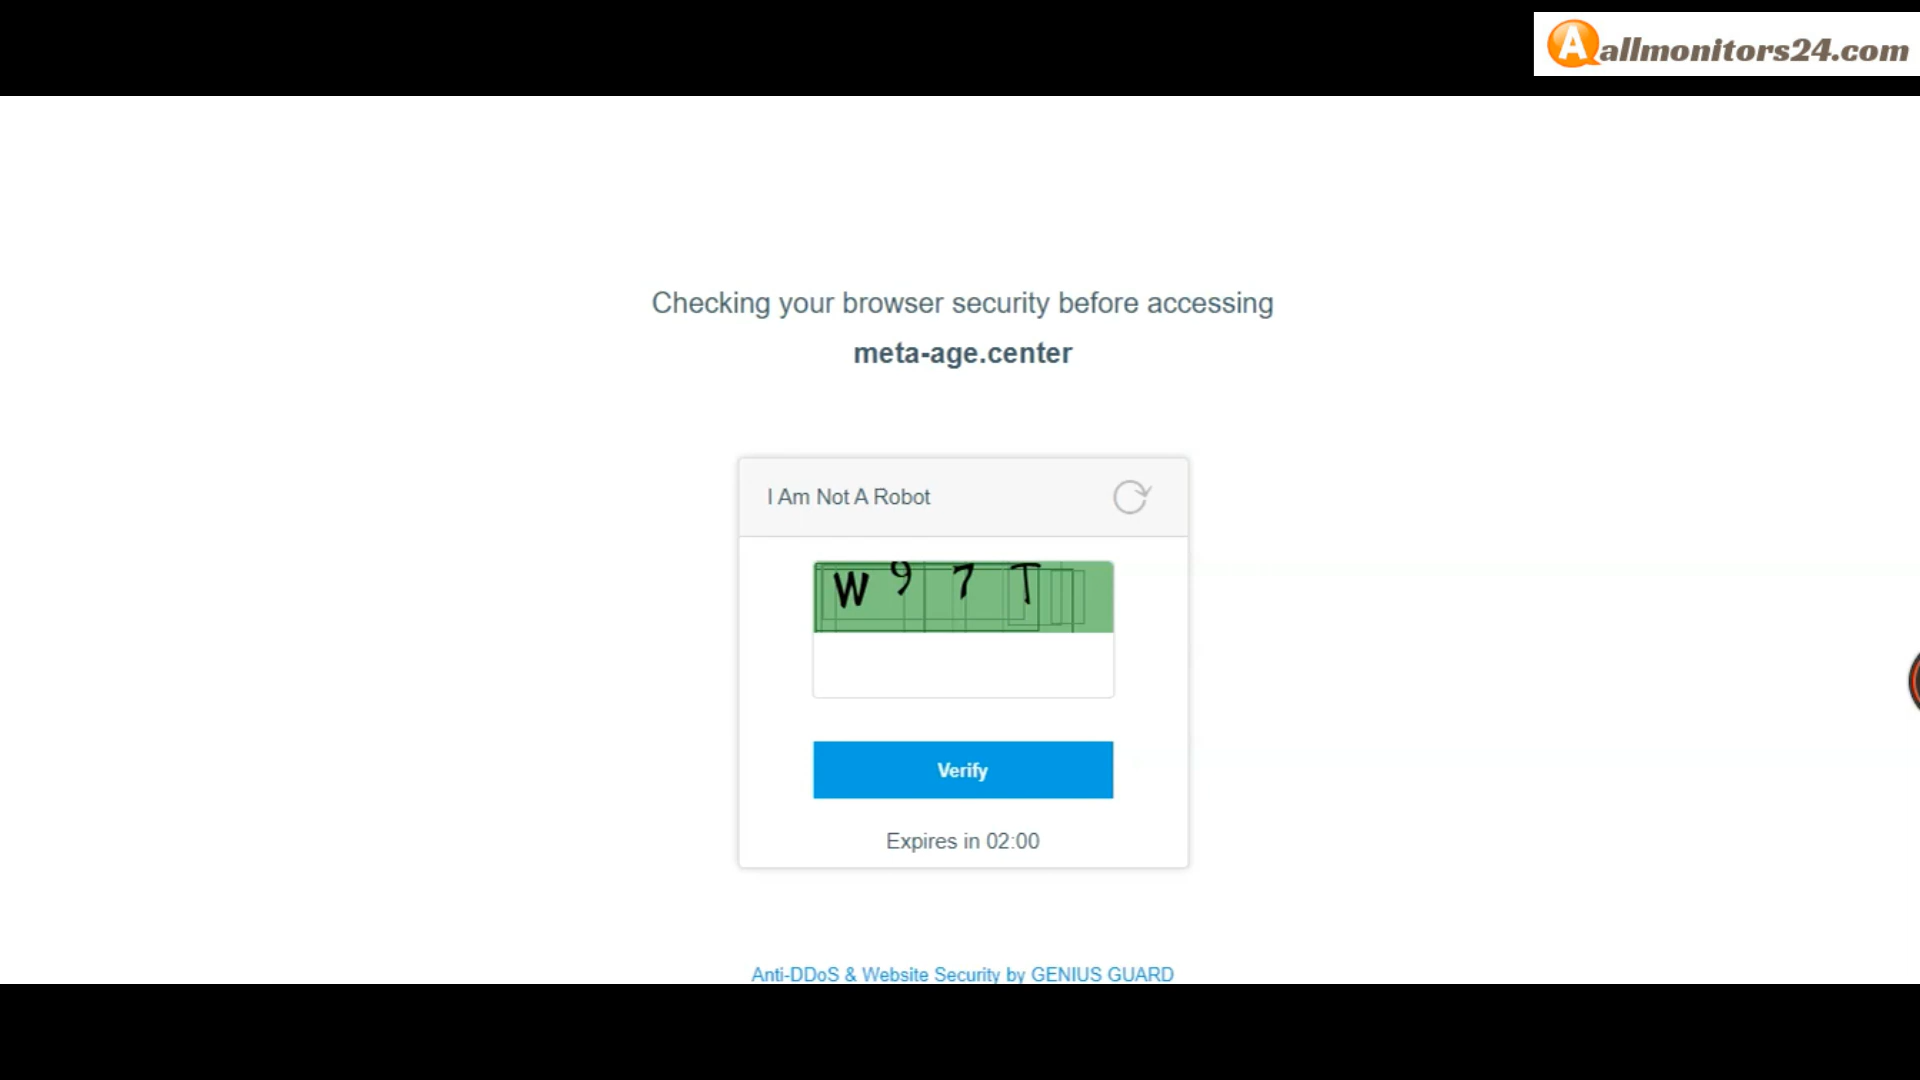 allmonitors24.com
Checking your browser security before accessing
meta-age.center
I Am Not A Robot
W 9 7 T
Verify
Expires in 02:00
Anti-DDoS & Website Security by GENIUS GUARD